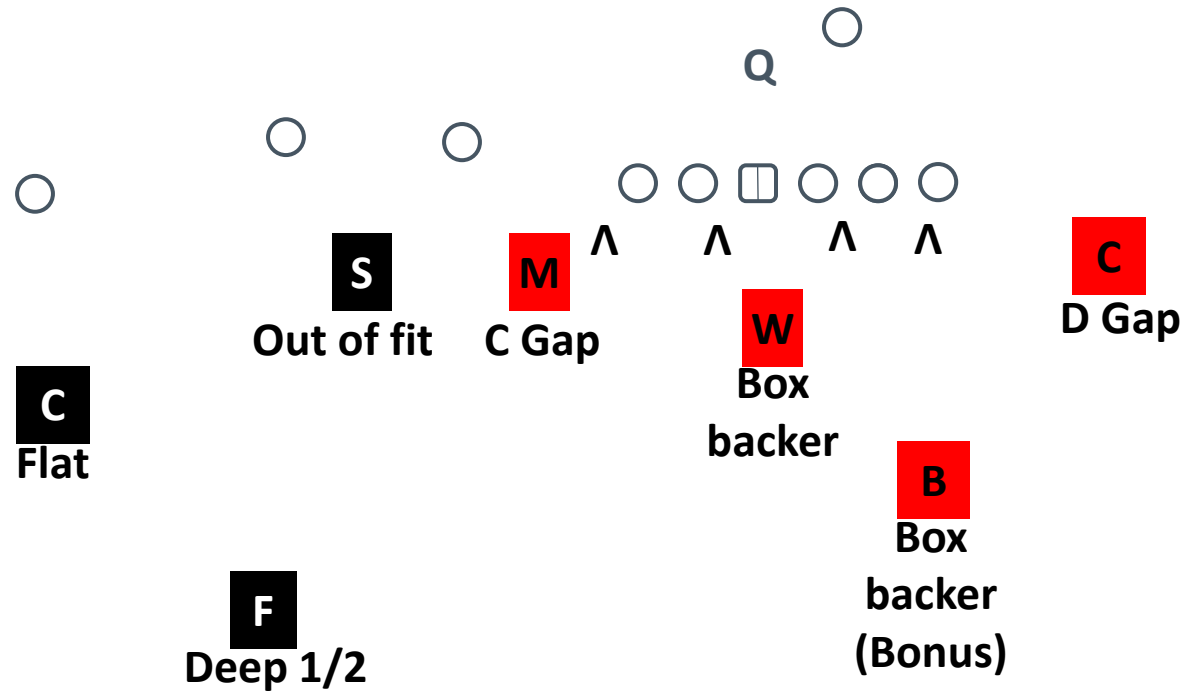 Q
S
Out of fit
M
C Gap
C
D Gap
W
Box
backer
C
Flat
B
Box
backer
(Bonus)
F
Deep 1/2